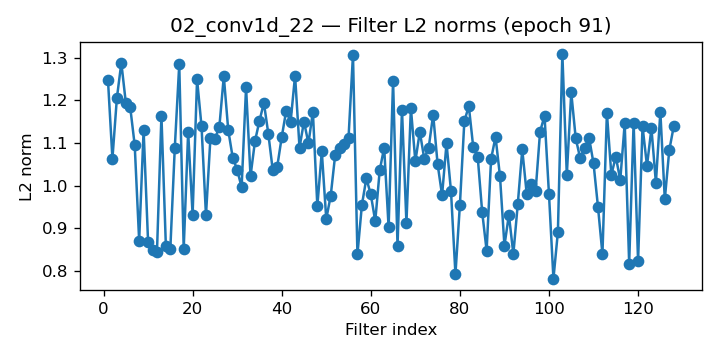 02_conv1d_22 — Filter L2 norms (epoch 91)
1.3
1.2
1.1
1.0
0.9
0.8
L2 norm
0 20 40 60 80 100 120
Filter index